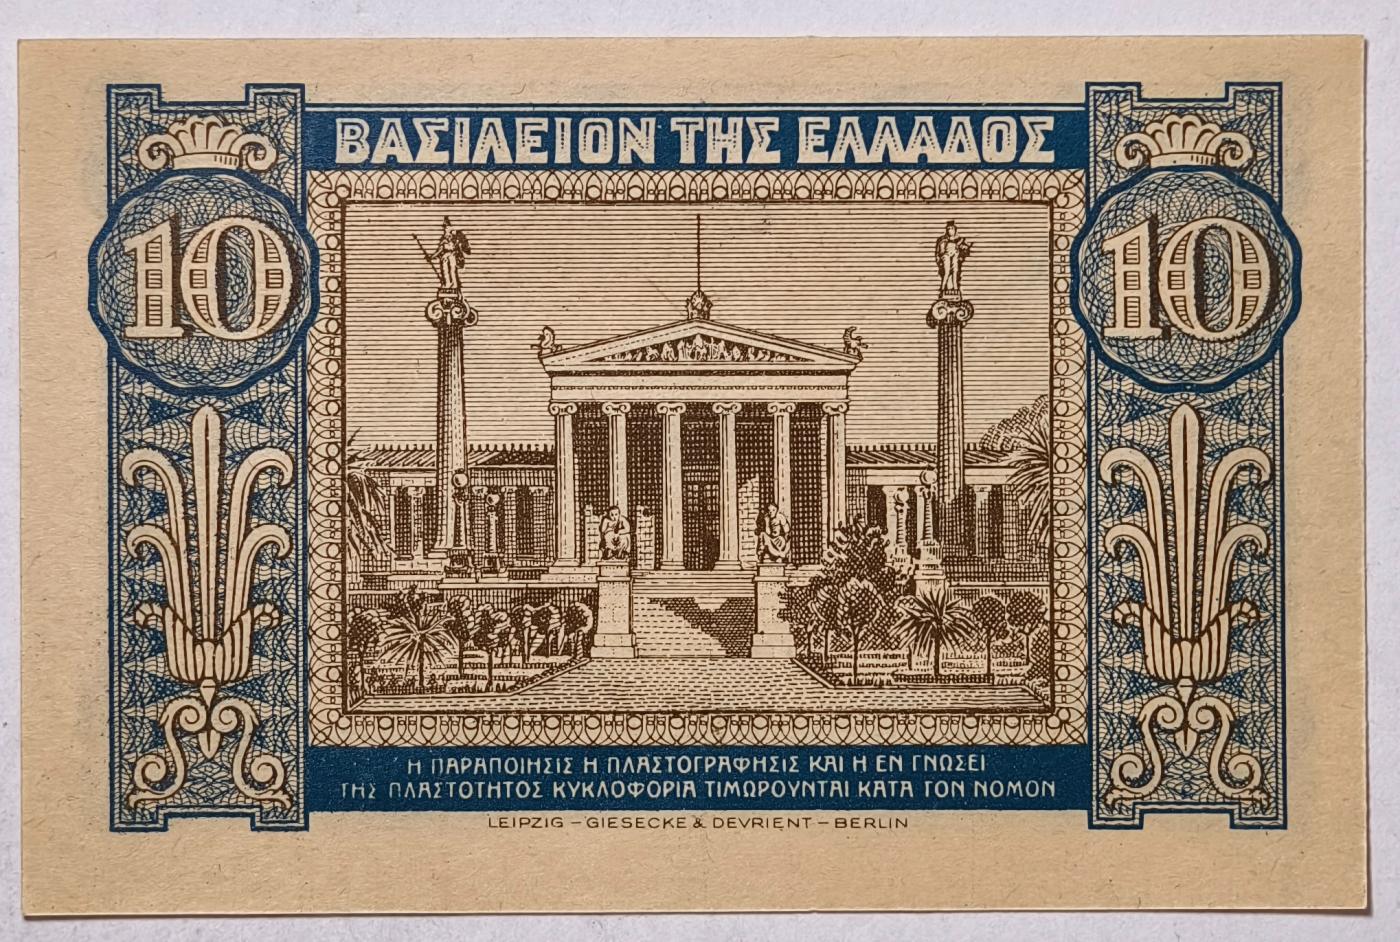 ΒΑΣΙΛΕΙΟΝ ΤΗΣ ΕΛΛΑΔΟΣ
10 10
Η ΠΑΡΑΠΟΙΗΣΙΣ Η ΠΛΑΣΤΟΓΡΑΦΗΣΙΣ ΚΑΙ Η ΕΝ ΓΝΩΣΕΙ
ΤΗΣ ΠΛΑΣΤΟΤΗΤΟΣ ΚΥΚΛΟΦΟΡΙΑ ΤΙΜΩΡΟΥΝΤΑΙ ΚΑΤΑ ΤΟΝ ΝΟΜΟΝ
LEIPZIG – GIESECKE & DEVRIENT – BERLIN